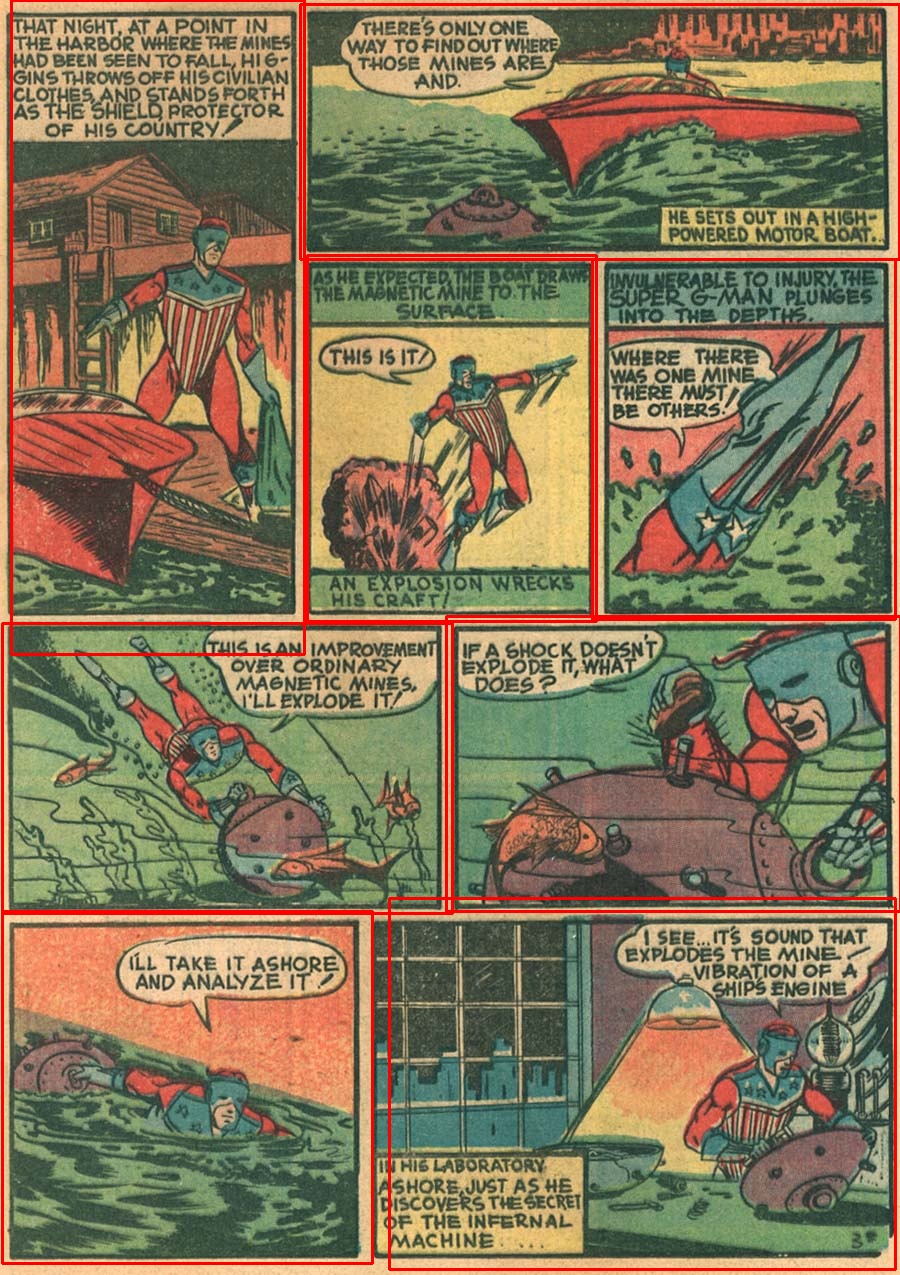 THAT NIGHT, AT A POINT IN
THE HARBOR WHERE THE MINES
HAD BEEN SEEN TO FALL, HIG-
GINS THROWS OFF HIS CIVILIAN
CLOTHES, AND STANDS FORTH
AS THE SHIELD, PROTECTOR
OF HIS COUNTRY!
THERE'S ONLY ONE
WAY TO FIND OUT WHERE
THOSE MINES ARE
AND.
HE SETS OUT IN A HIGH-
POWERED MOTOR BOAT..
AS HE EXPECTED, THE BOAT DRAWS
THE MAGNETIC MINE TO THE
SURFACE.
THIS IS IT!
AN EXPLOSION WRECKS
HIS CRAFT!
INVULNERABLE TO INJURY, THE
SUPER G-MAN PLUNGES
INTO THE DEPTHS.
WHERE THERE
WAS ONE MINE
THERE MUST
BE OTHERS!
THIS IS AN IMPROVEMENT
OVER ORDINARY
MAGNETIC MINES,
I'LL EXPLODE IT!
IF A SHOCK DOESN'T
EXPLODE IT, WHAT
DOES?
I'LL TAKE IT ASHORE
AND ANALYZE IT!
I SEE...IT'S SOUND THAT
EXPLODES THE MINE—
VIBRATION OF A
SHIP'S ENGINE
IN HIS LABORATORY
ASHORE, JUST AS HE
DISCOVERS THE SECRET
OF THE INFERNAL
MACHINE.....
3